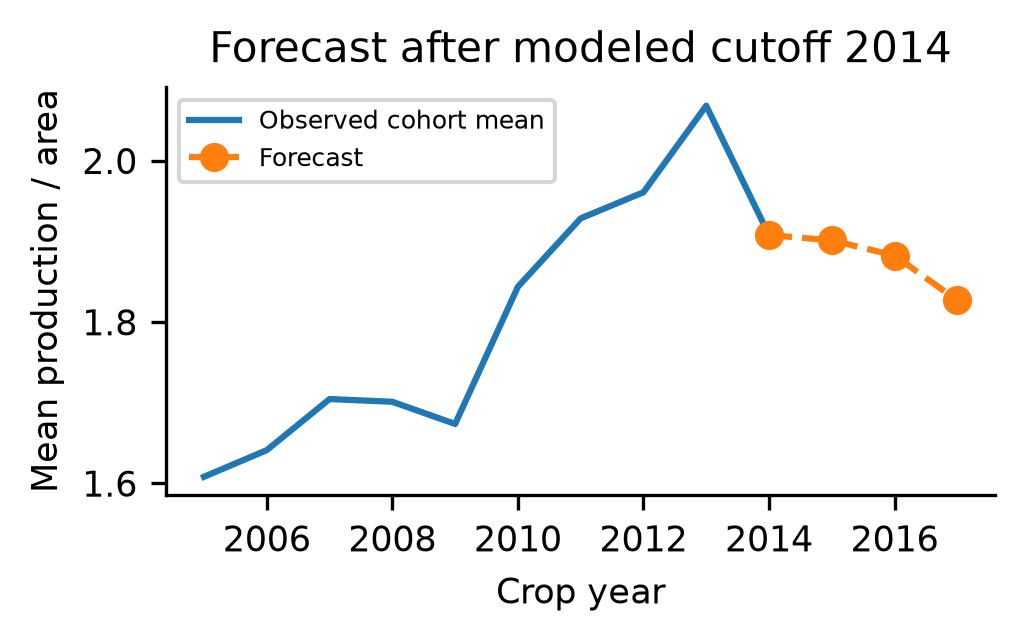 Forecast after modeled cutoff 2014
Observed cohort mean
Forecast
Mean production / area
2.0
1.8
1.6
2006 2008 2010 2012 2014 2016
Crop year